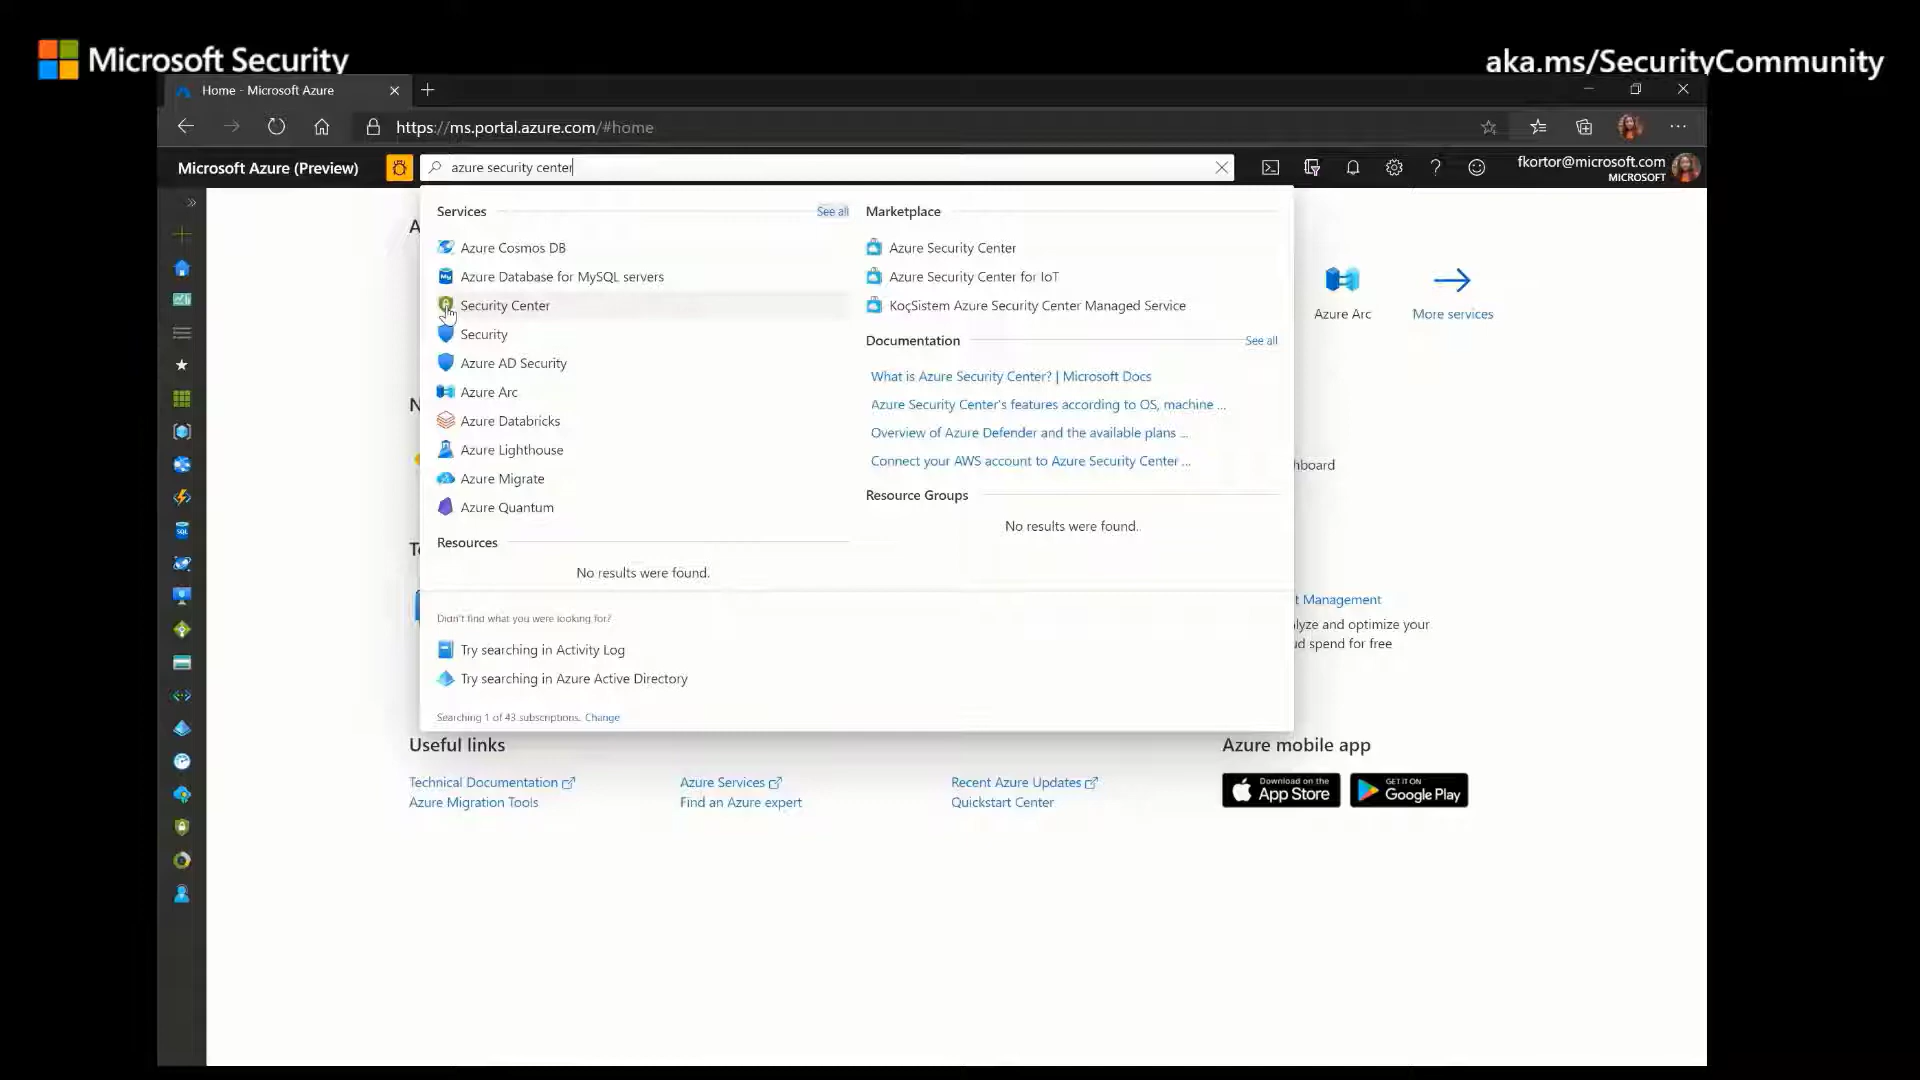 Microsoft Security
aka.ms/SecurityCommunity
Home - Microsoft Azure
https://ms.portal.azure.com/#home
Microsoft Azure (Preview)
azure security center
fkortor@microsoft.com
MICROSOFT
Services
See all
Azure Cosmos DB
Azure Database for MySQL servers
Security Center
Security
Azure AD Security
Azure Arc
Azure Databricks
Azure Lighthouse
Azure Migrate
Azure Quantum
Resources
No results were found.
Marketplace
Azure Security Center
Azure Security Center for IoT
KoçSistem Azure Security Center Managed Service
Documentation
See all
What is Azure Security Center? | Microsoft Docs
Azure Security Center's features according to OS, machine ...
Overview of Azure Defender and the available plans ...
Connect your AWS account to Azure Security Center ...
Resource Groups
No results were found.
Didn't find what you were looking for?
Try searching in Activity Log
Try searching in Azure Active Directory
Searching 1 of 43 subscriptions. Change
A
Azure Arc
More services
N
hboard
t Management
lyze and optimize your
ud spend for free
Useful links
Technical Documentation
Azure Migration Tools
Azure Services
Find an Azure expert
Recent Azure Updates
Quickstart Center
Azure mobile app
Download on the
App Store
GET IT ON
Google Play